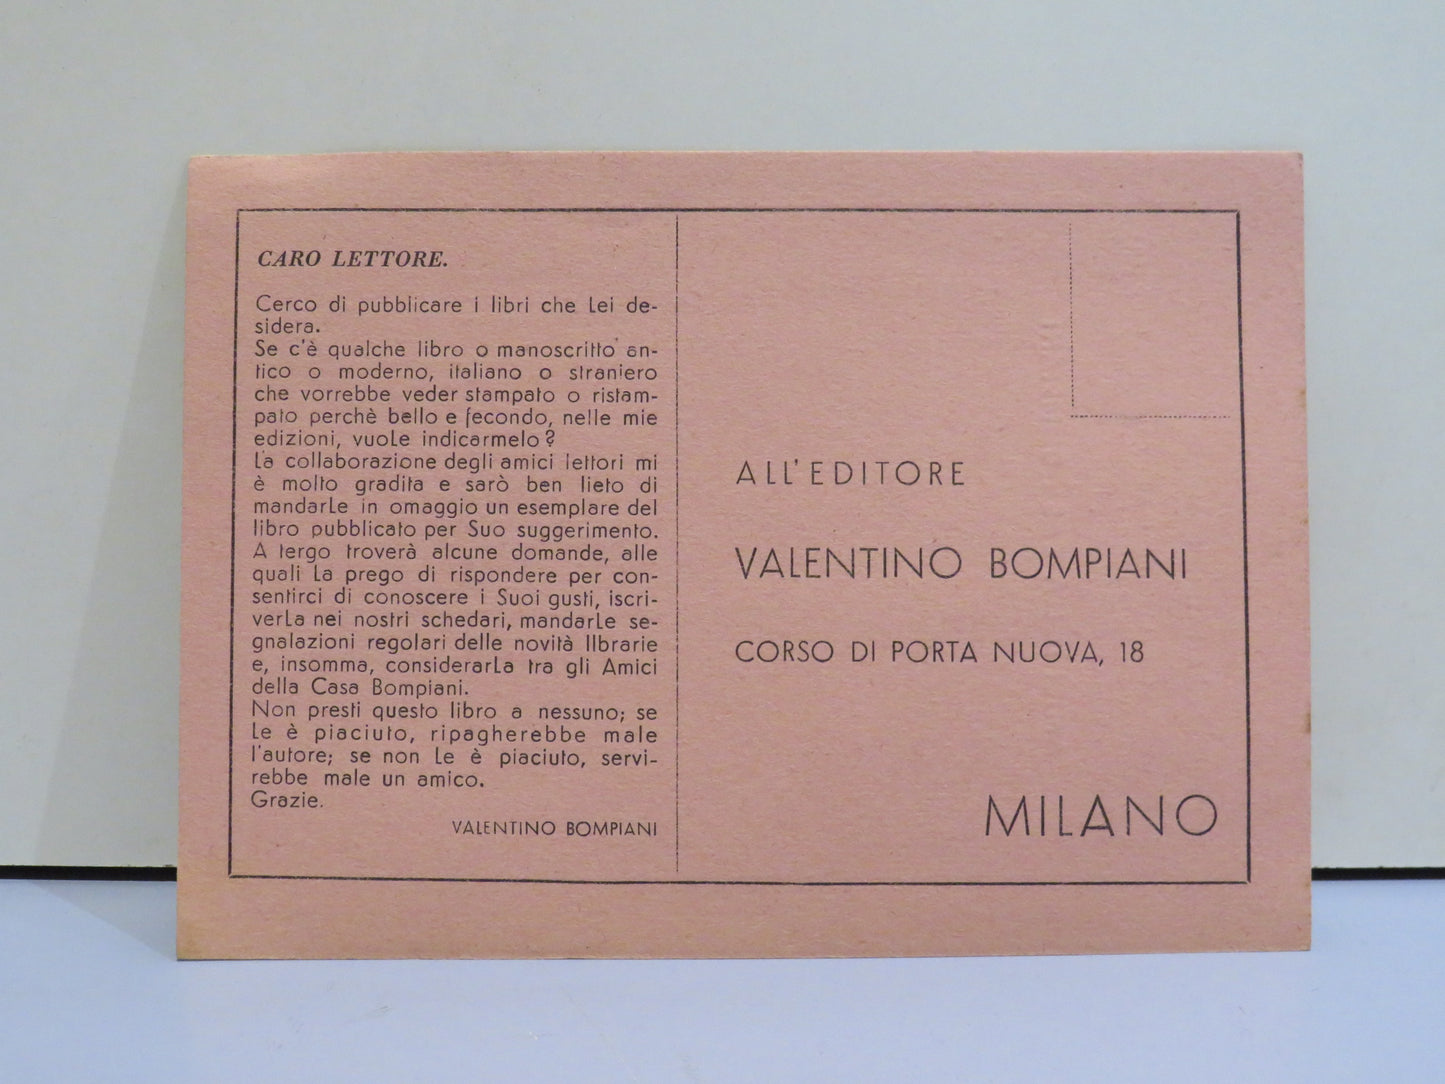 CARO LETTORE.
Cerco di pubblicare i libri che Lei de-
sidera.
Se c'è qualche libro o manoscritto an-
tico o moderno, italiano o straniero
che vorrebbe veder stampato o ristam-
pato perchè bello e fecondo, nelle mie
edizioni, vuoLe indicarmelo?
La collaborazione degli amici lettori mi
è molto gradita e sarò ben lieto di
mandarLe in omaggio un esemplare del
libro pubblicato per Suo suggerimento.
A tergo troverà alcune domande, alle
quali La prego di rispondere per con-
sentirci di conoscere i Suoi gusti, iscri-
verLa nei nostri schedari, mandarLe se-
gnalazioni regolari delle novità librarie
e, insomma, considerarLa tra gli Amici
della Casa Bompiani.
Non presti questo libro a nessuno; se
Le è piaciuto, ripagherebbe male
l'autore; se non Le è piaciuto, servi-
rebbe male un amico.
Grazie.
VALENTINO BOMPIANI
ALL'EDITORE
VALENTINO BOMPIANI
CORSO DI PORTA NUOVA, 18
MILANO